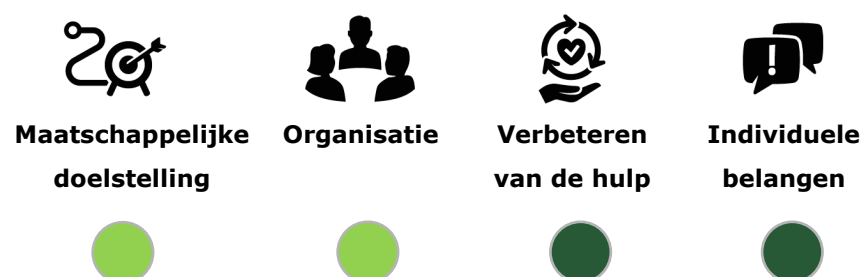 Maatschappelijke
doelstelling
Organisatie
Verbeteren
van de hulp
Individuele
belangen